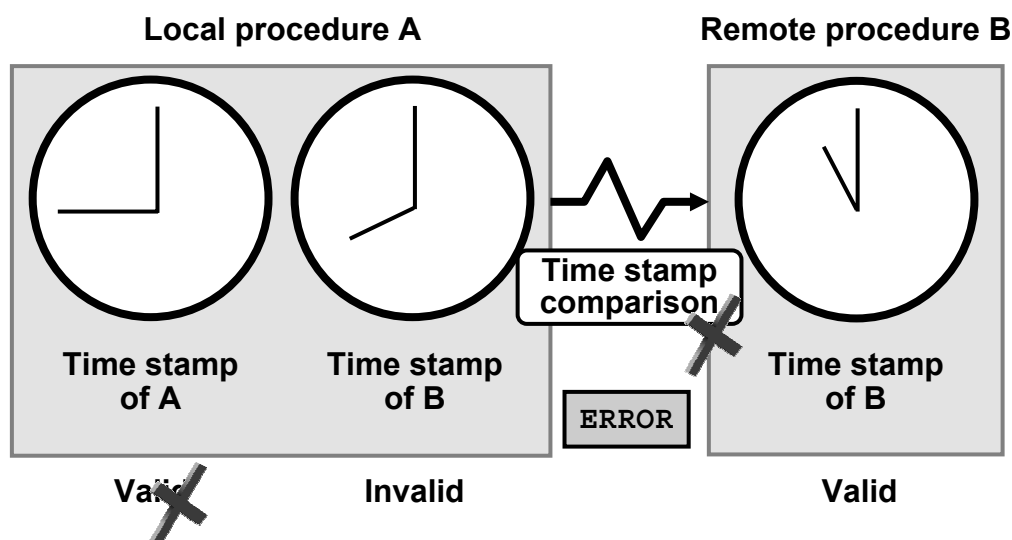 Local procedure A
Remote procedure B
Time stamp
comparison
Time stamp
of A
Time stamp
of B
Time stamp
of B
ERROR
Valid
Invalid
Valid